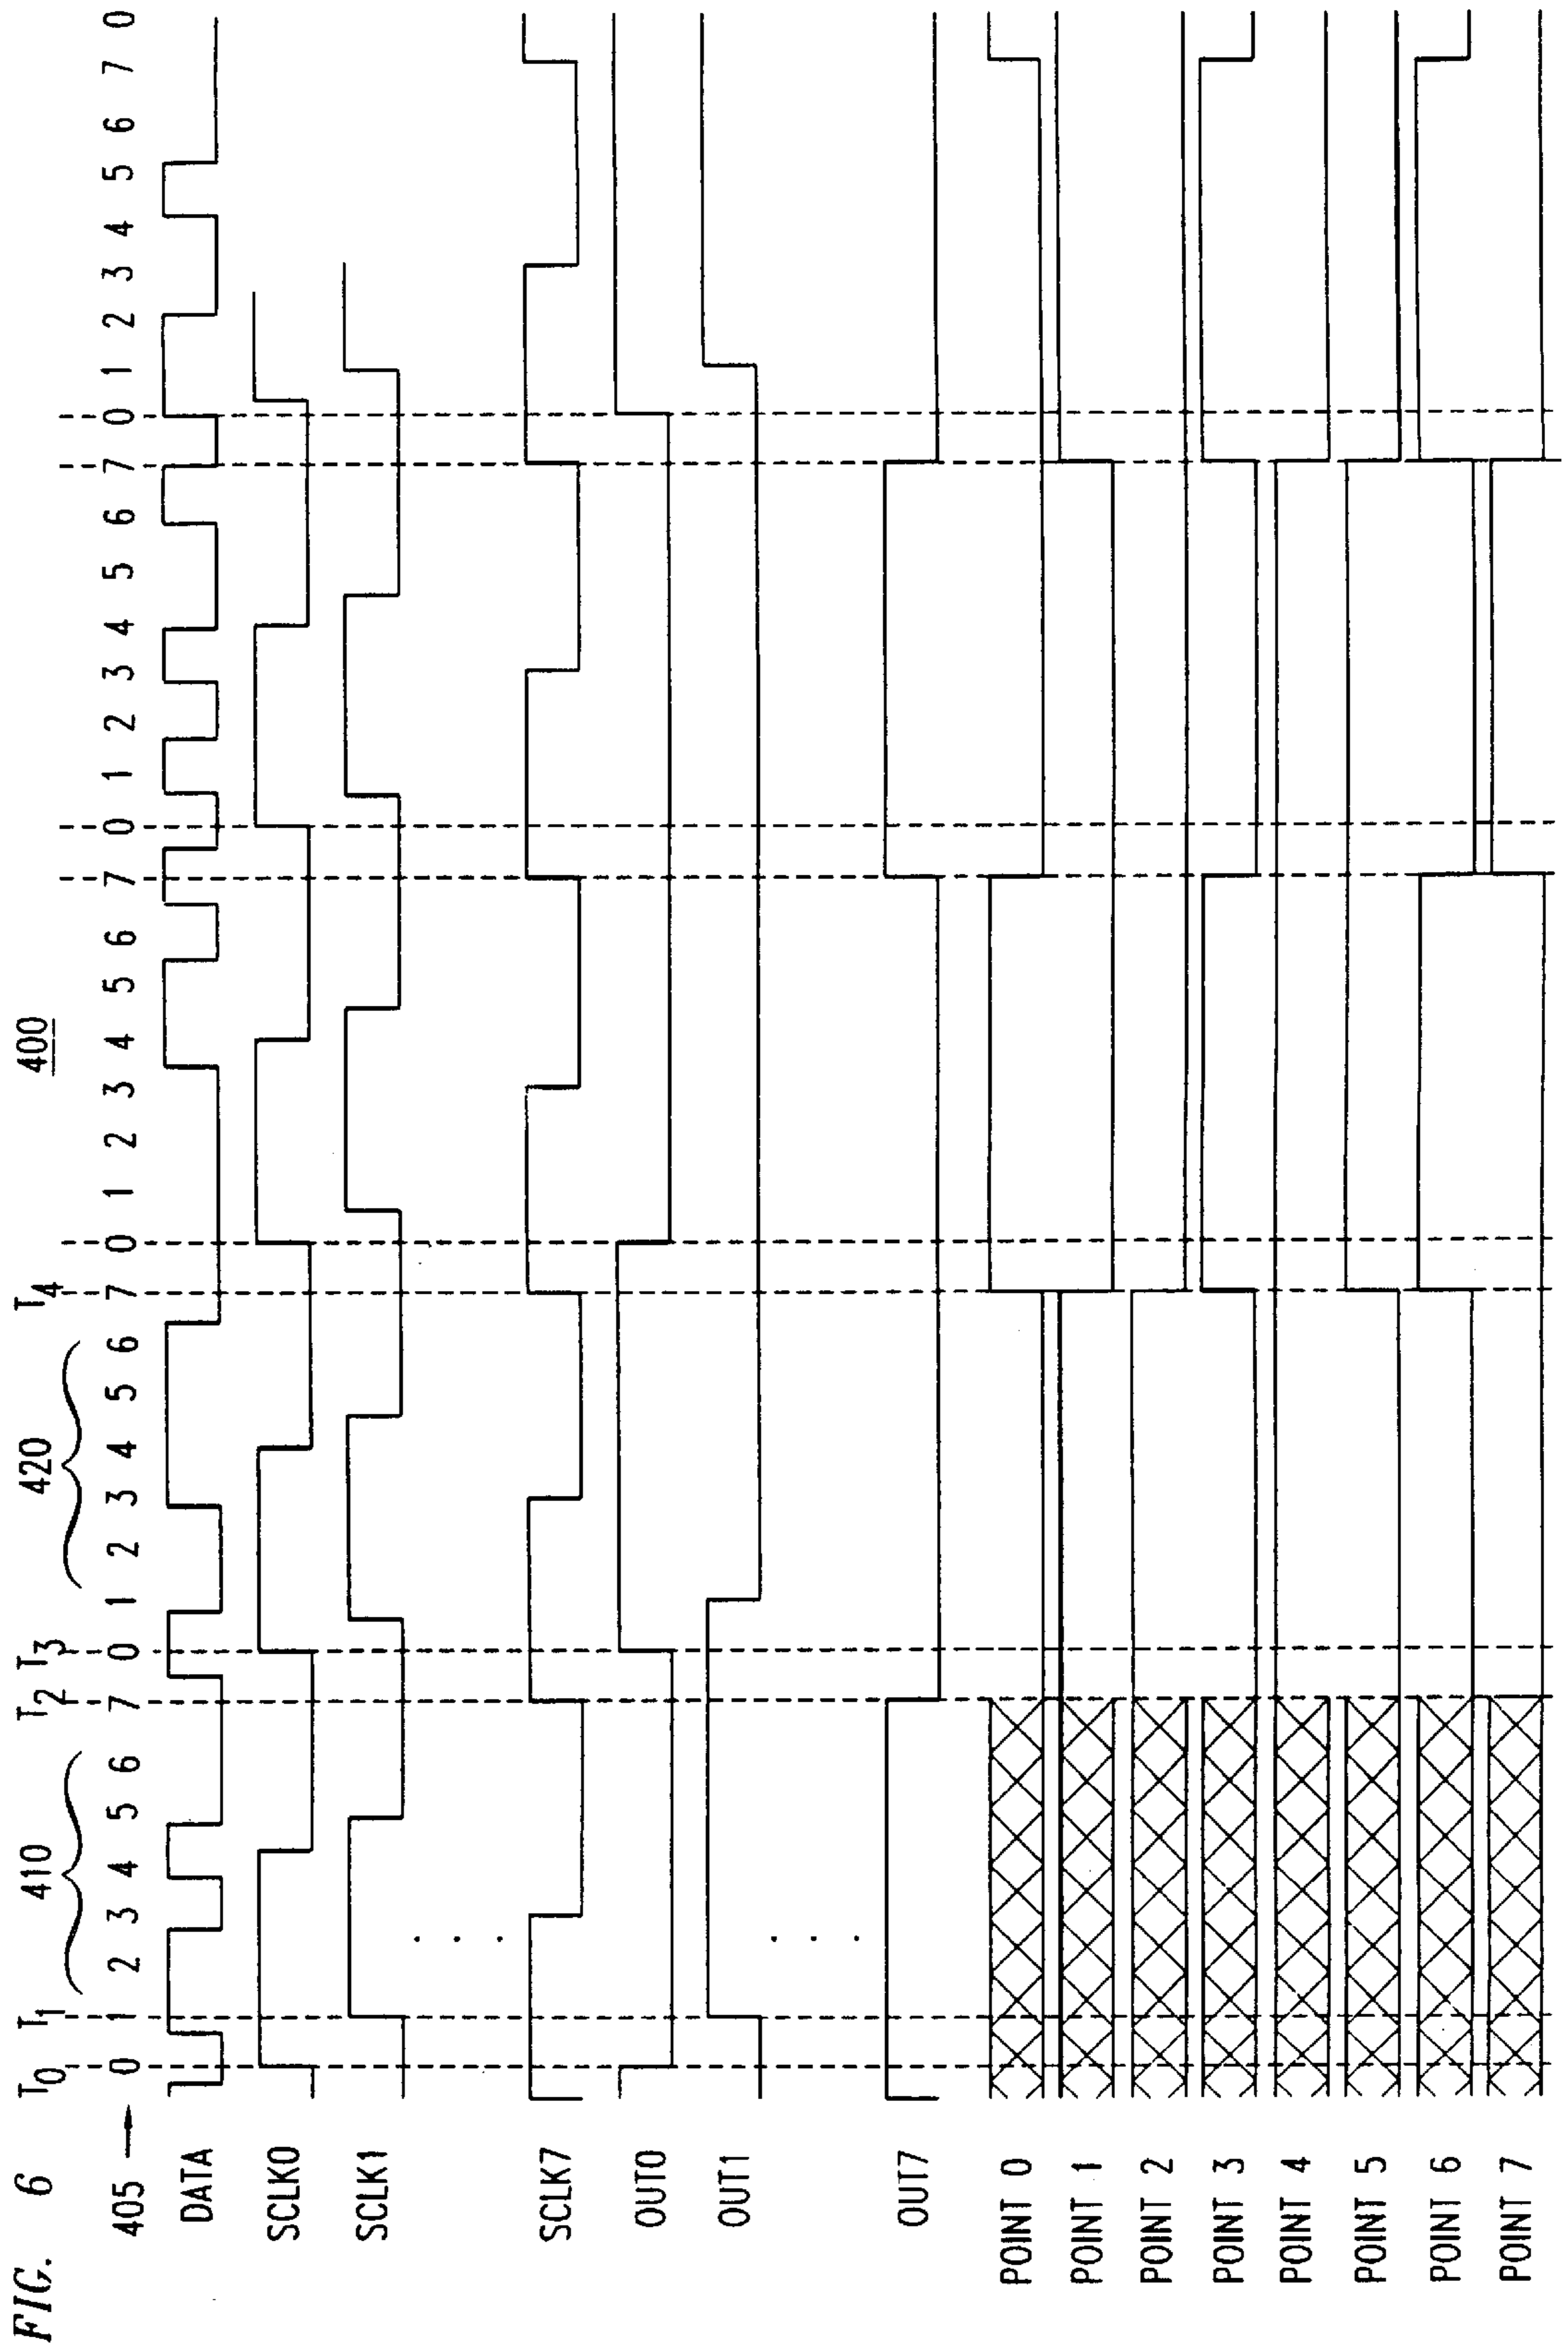 FIG. 6
400
T0 T1 410 T2 T3 420 T4
405 0 1 2 3 4 5 6 7 0 1 2 3 4 5 6 7 0 1 2 3 4 5 6 7 0 1 2 3 4 5 6 7 0 1 2 3 4 5 6 7 0
DATA
SCLK0
SCLK1
SCLK7
OUT0
OUT1
OUT7
POINT 0
POINT 1
POINT 2
POINT 3
POINT 4
POINT 5
POINT 6
POINT 7